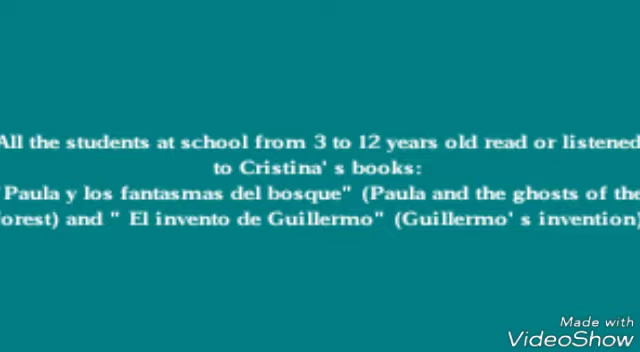 All the students at school from 3 to 12 years old read or listened
to Cristina' s books:
"Paula y los fantasmas del bosque" (Paula and the ghosts of the
forest) and " El invento de Guillermo" (Guillermo' s invention)
Made with
VideoShow